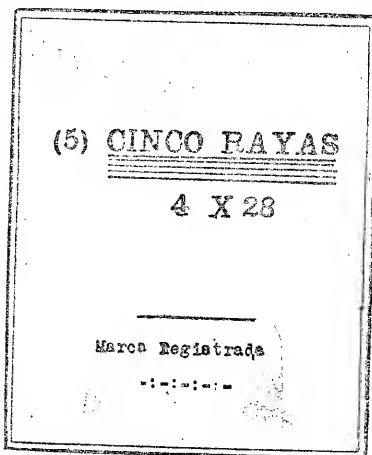 (5) CINCO RAYAS
4 X 28
Marca Registrada
-:-:-:-:-